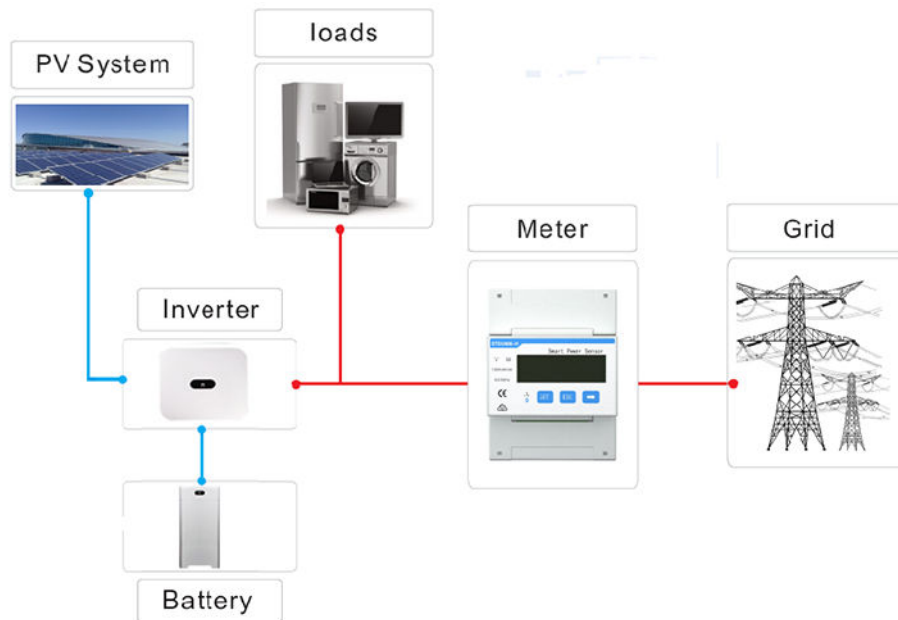 loads
PV System
Meter
Grid
Inverter
Smart Power Sensor
CE
SET
ESC
Battery